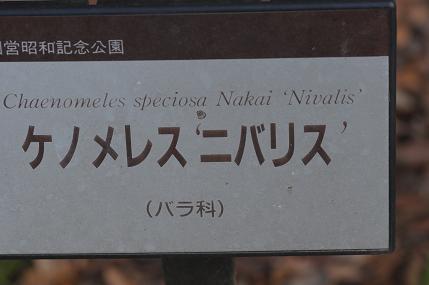 営昭和記念公園
Chaenomeles speciosa Nakai ‘Nivalis’
ケノメレス‘ニバリス’
（バラ科）